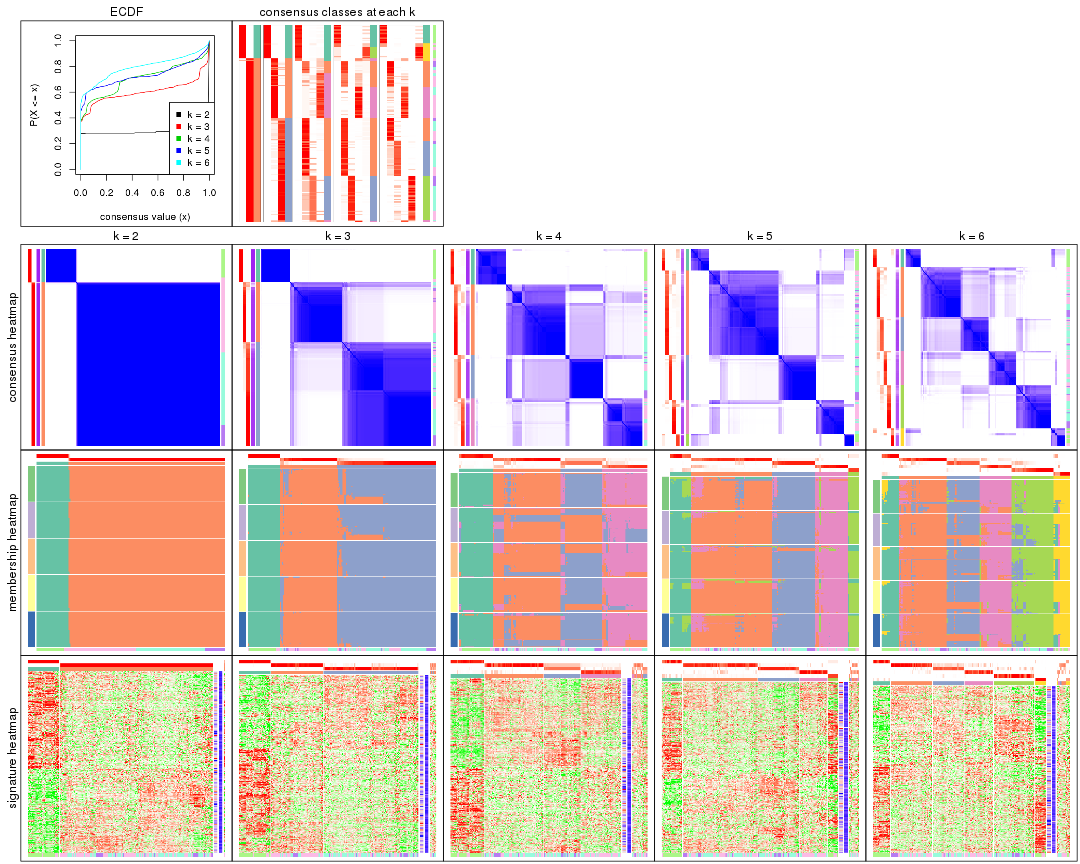 ECDF
consensus classes at each k
P(X <= x)
0.0
0.2
0.4
0.6
0.8
1.0
k = 2
k = 3
k = 4
k = 5
k = 6
0.0 0.2 0.4 0.6 0.8 1.0
consensus value (x)
k = 2
k = 3
k = 4
k = 5
k = 6
consensus heatmap
membership heatmap
signature heatmap